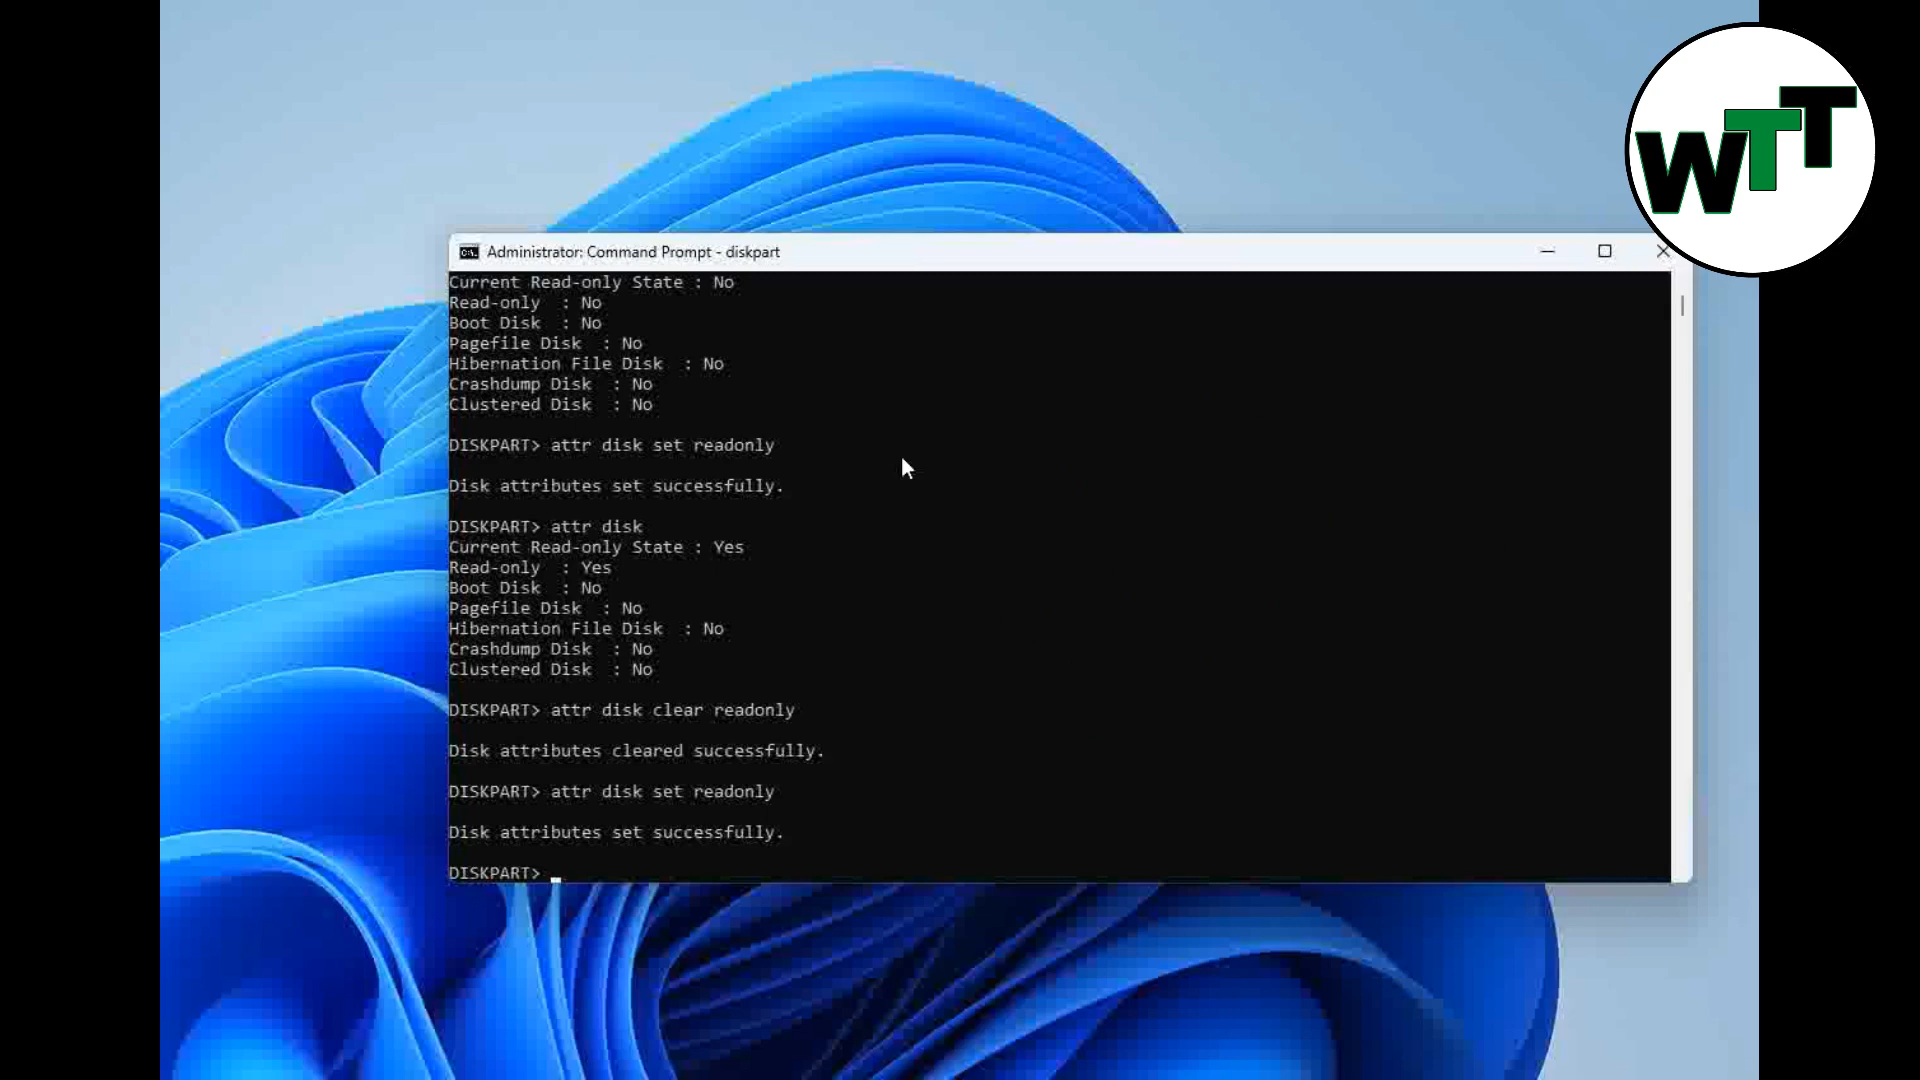 WTT
Administrator: Command Prompt - diskpart
Current Read-only State : No
Read-only  : No
Boot Disk  : No
Pagefile Disk  : No
Hibernation File Disk  : No
Crashdump Disk  : No
Clustered Disk  : No
DISKPART> attr disk set readonly
Disk attributes set successfully.
DISKPART> attr disk
Current Read-only State : Yes
Read-only  : Yes
Boot Disk  : No
Pagefile Disk  : No
Hibernation File Disk  : No
Crashdump Disk  : No
Clustered Disk  : No
DISKPART> attr disk clear readonly
Disk attributes cleared successfully.
DISKPART> attr disk set readonly
Disk attributes set successfully.
DISKPART>